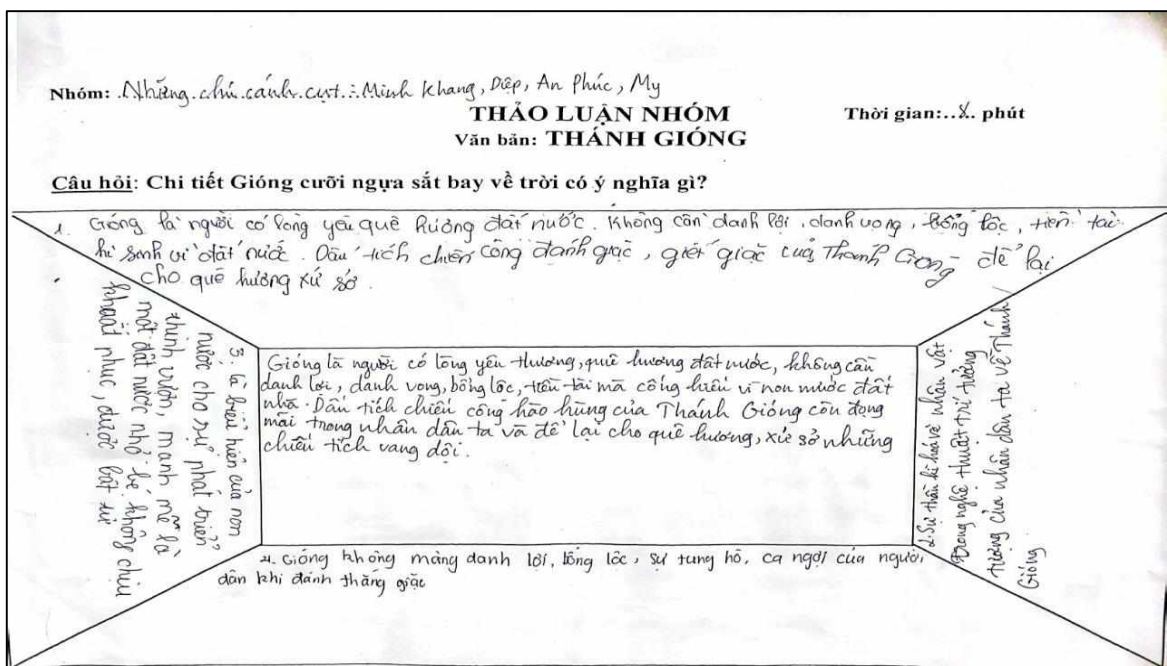 Nhóm: Những chú cánh cụt: Minh Khang, Diệp, An Phúc, My
THẢO LUẬN NHÓM
Thời gian:..8.. phút
Văn bản: THÁNH GIÓNG
Câu hỏi: Chi tiết Gióng cưỡi ngựa sắt bay về trời có ý nghĩa gì?
1. Gióng là người có lòng yêu quê hương đất nước. Không cần danh lợi, danh vọng, bổng lộc, tiền tài
hi sinh vì đất nước. Dấu tích chiến công đánh giặc, giết giặc của Thánh Gióng để lại
cho quê hương xứ sở.
3. là biểu hiện của non
nước cho sự phát triển
thịnh vượn, mạnh mẽ là
một đất nước nhỏ bé không chịu
khuất phục, được bất tử
Gióng là người có lòng yêu thương, quê hương đất nước, không cần
danh lợi, danh vọng, bổng lộc, tiền tài mà cống hiến vì non nước đất
nhà. Dấu tích chiến công hào hùng của Thánh Gióng còn đọng
mãi trong nhân dân ta và để lại cho quê hương, xứ sở những
chiến tích vang dội.
2. Sự thần kì hoá về nhân vật
trong nghệ thuật trí tưởng
tượng của nhân dân ta về Thánh
Gióng
4. Gióng không màng danh lợi, bổng lộc, sự tung hô, ca ngợi của người
dân khi đánh thắng giặc